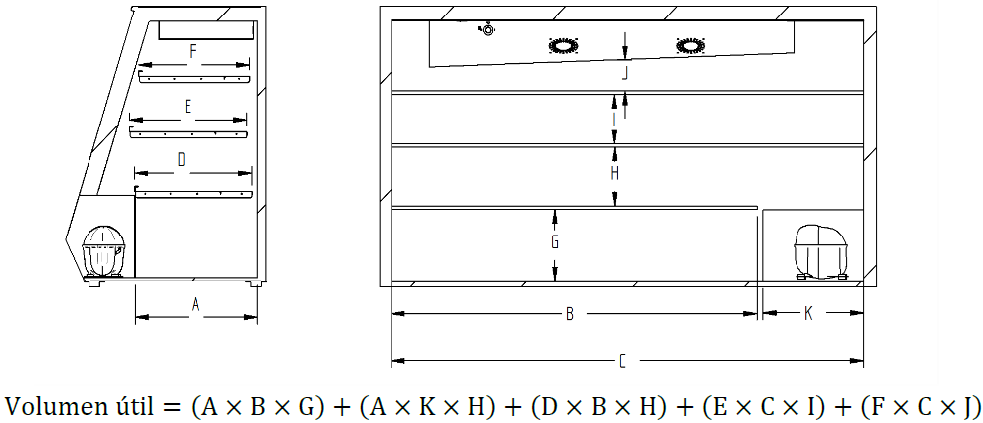 F
E
D
A
J
I
H
G
B
K
C
Volumen útil = (A × B × G) + (A × K × H) + (D × B × H) + (E × C × I) + (F × C × J)